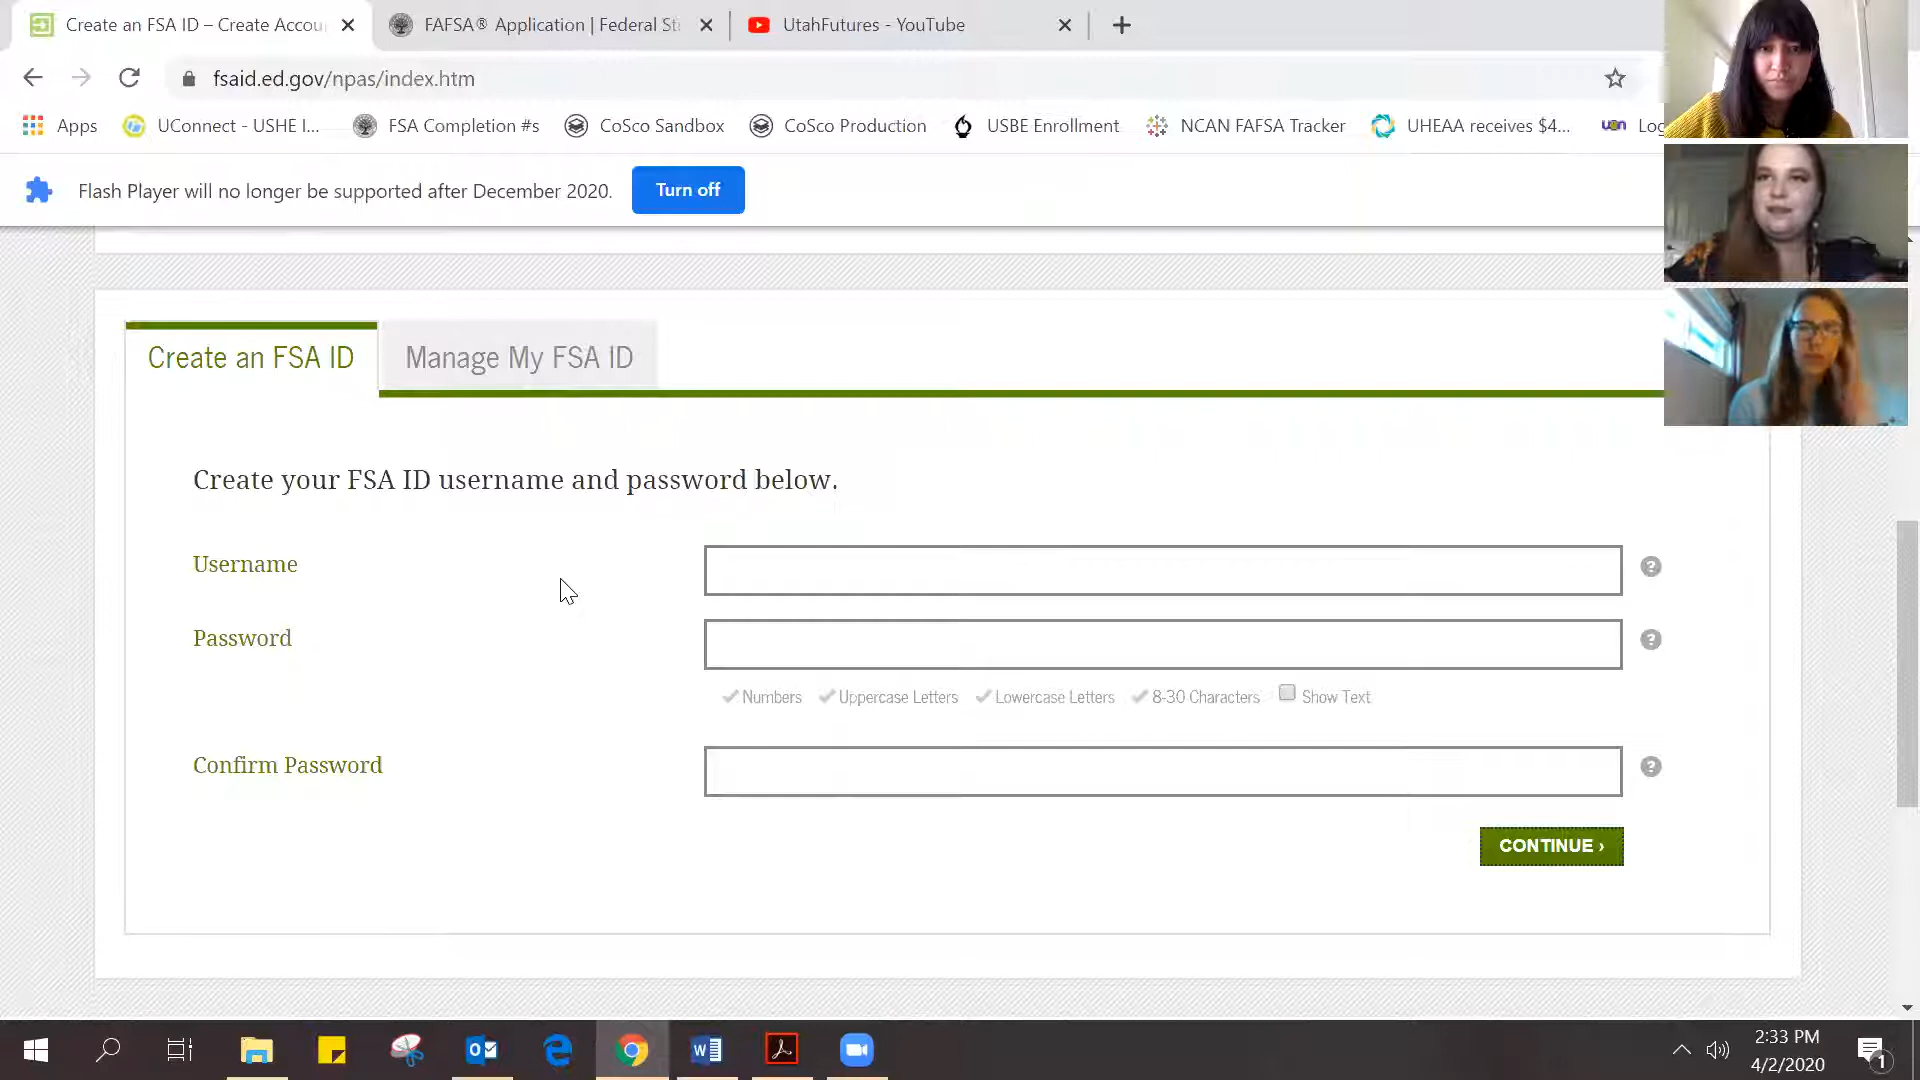 Create an FSA ID – Create Accou
FAFSA® Application | Federal St
UtahFutures - YouTube
fsaid.ed.gov/npas/index.htm
Apps
UConnect - USHE I...
FSA Completion #s
CoSco Sandbox
CoSco Production
USBE Enrollment
NCAN FAFSA Tracker
UHEAA receives $4...
uen
Log
Flash Player will no longer be supported after December 2020.
Turn off
Create an FSA ID
Manage My FSA ID
Create your FSA ID username and password below.
Username
?
Password
?
Numbers Uppercase Letters Lowercase Letters 8-30 Characters Show Text
Confirm Password
?
CONTINUE ›
2:33 PM
4/2/2020
1